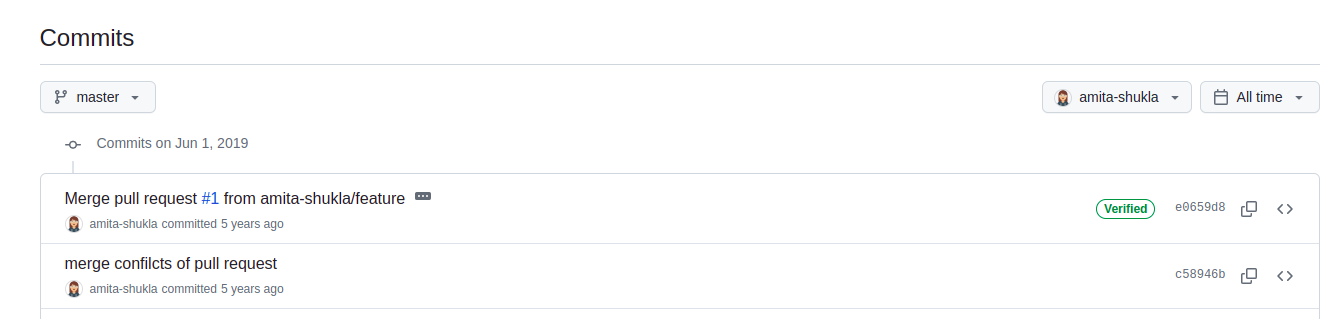 Commits
master
amita-shukla
All time
Commits on Jun 1, 2019
Merge pull request #1 from amita-shukla/feature
Verified
e0659d8
amita-shukla committed 5 years ago
merge confilcts of pull request
c58946b
amita-shukla committed 5 years ago